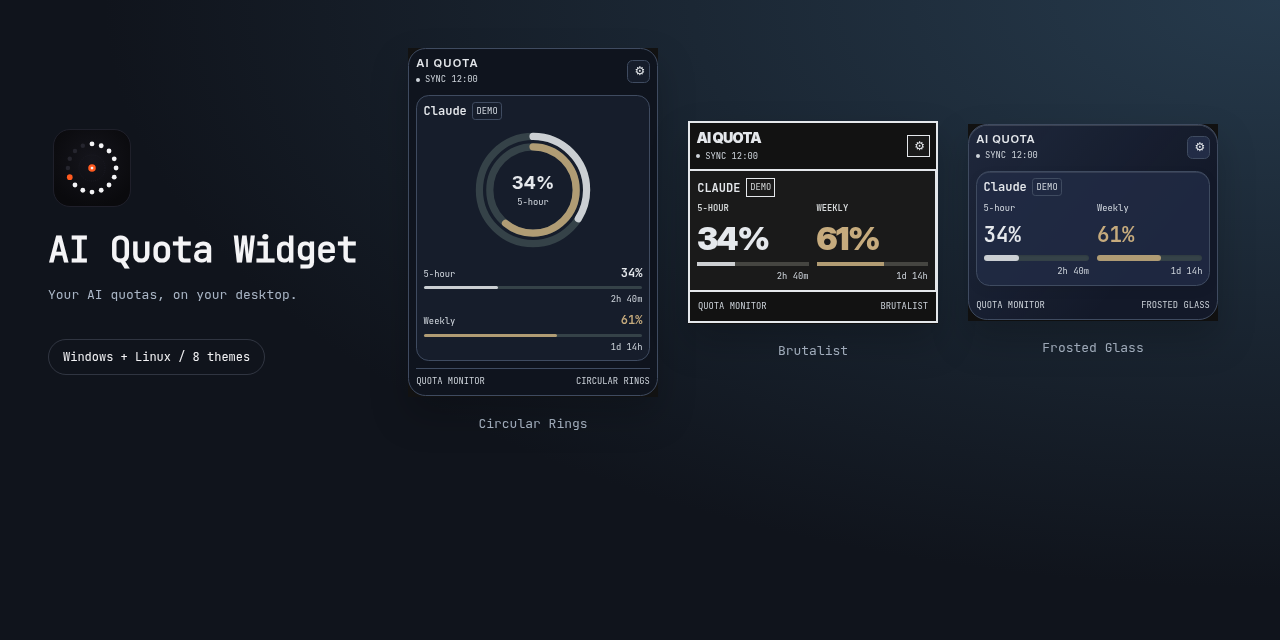 AI Quota Widget
Your AI quotas, on your desktop.
Windows + Linux / 8 themes
AI QUOTA
SYNC 12:00
Claude DEMO
34%
5-hour
5-hour 34%
2h 40m
Weekly 61%
1d 14h
QUOTA MONITOR CIRCULAR RINGS
Circular Rings
AI QUOTA
SYNC 12:00
CLAUDE DEMO
5-HOUR WEEKLY
34% 61%
2h 40m 1d 14h
QUOTA MONITOR BRUTALIST
Brutalist
AI QUOTA
SYNC 12:00
Claude DEMO
5-hour Weekly
34% 61%
2h 40m 1d 14h
QUOTA MONITOR FROSTED GLASS
Frosted Glass